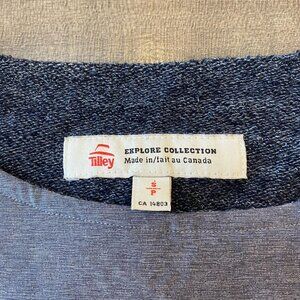 Tilley
EXPLORE COLLECTION
Made in/fait au Canada
S
P
CA 14803